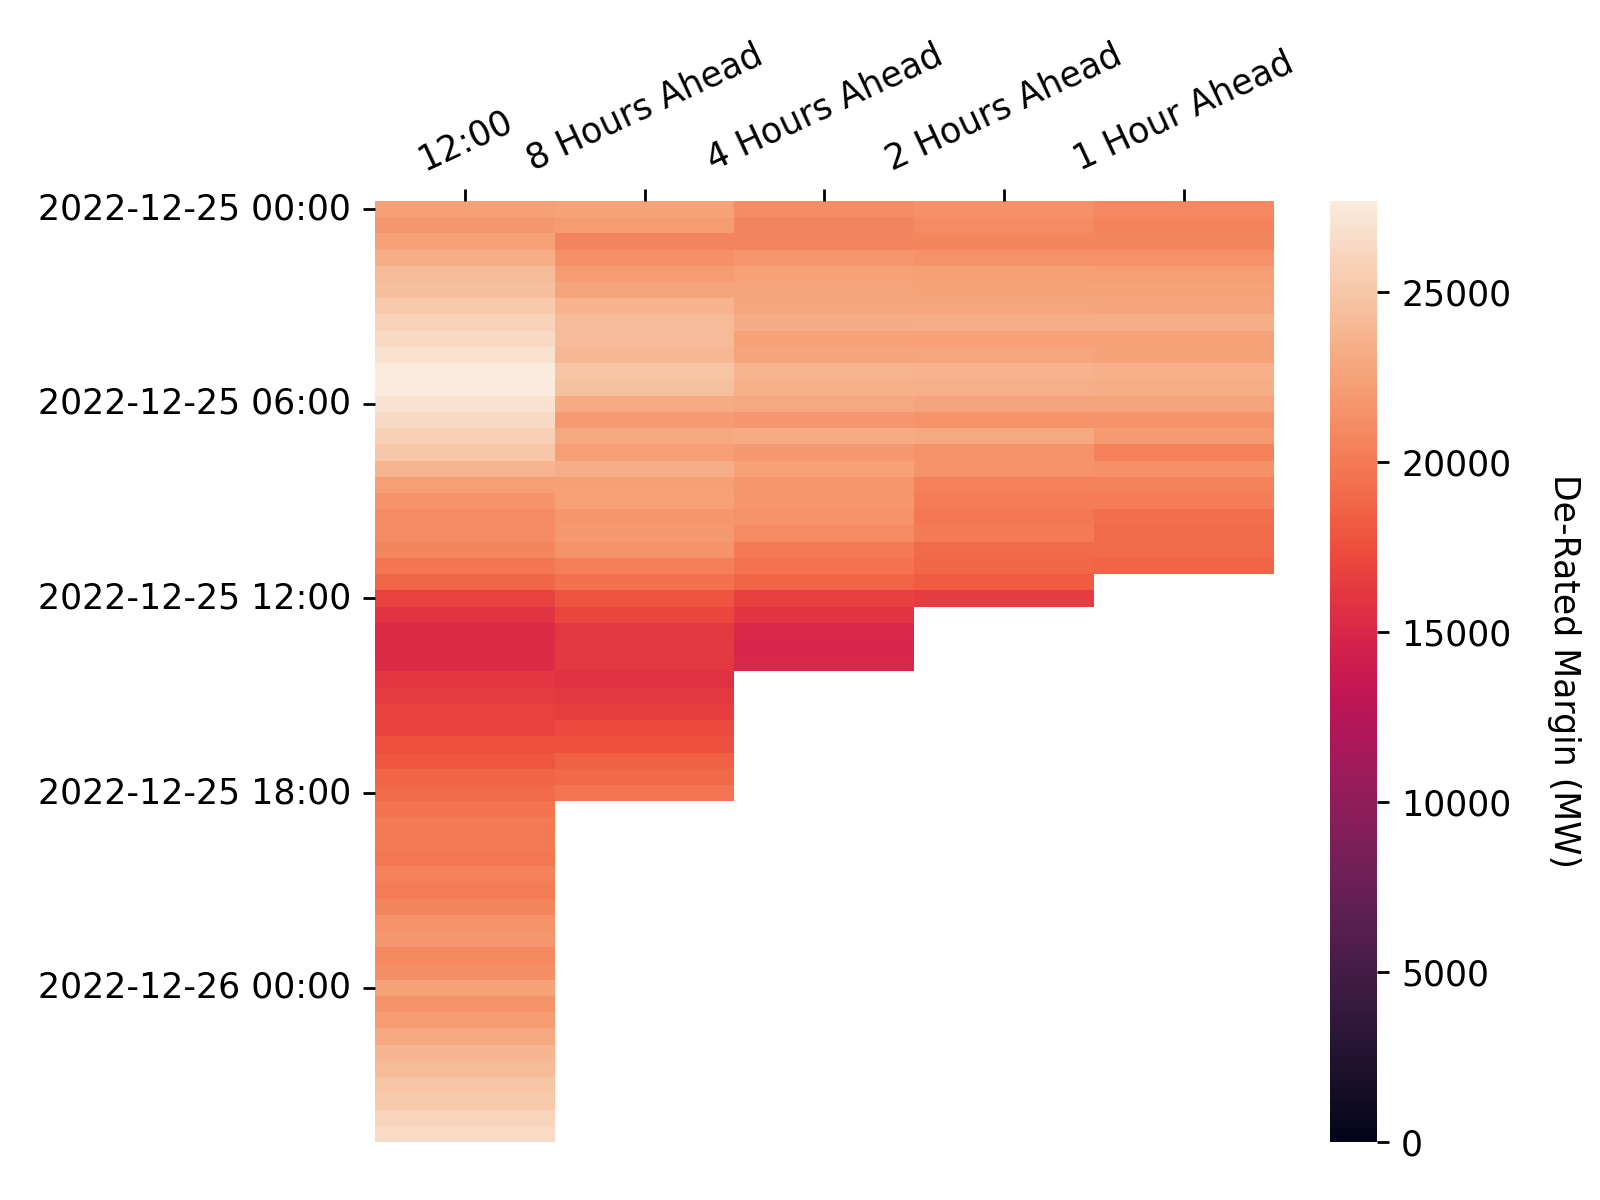 12:00
8 Hours Ahead
4 Hours Ahead
2 Hours Ahead
1 Hour Ahead
2022-12-25 00:00
2022-12-25 06:00
2022-12-25 12:00
2022-12-25 18:00
2022-12-26 00:00
25000
20000
15000
10000
5000
0
De-Rated Margin (MW)